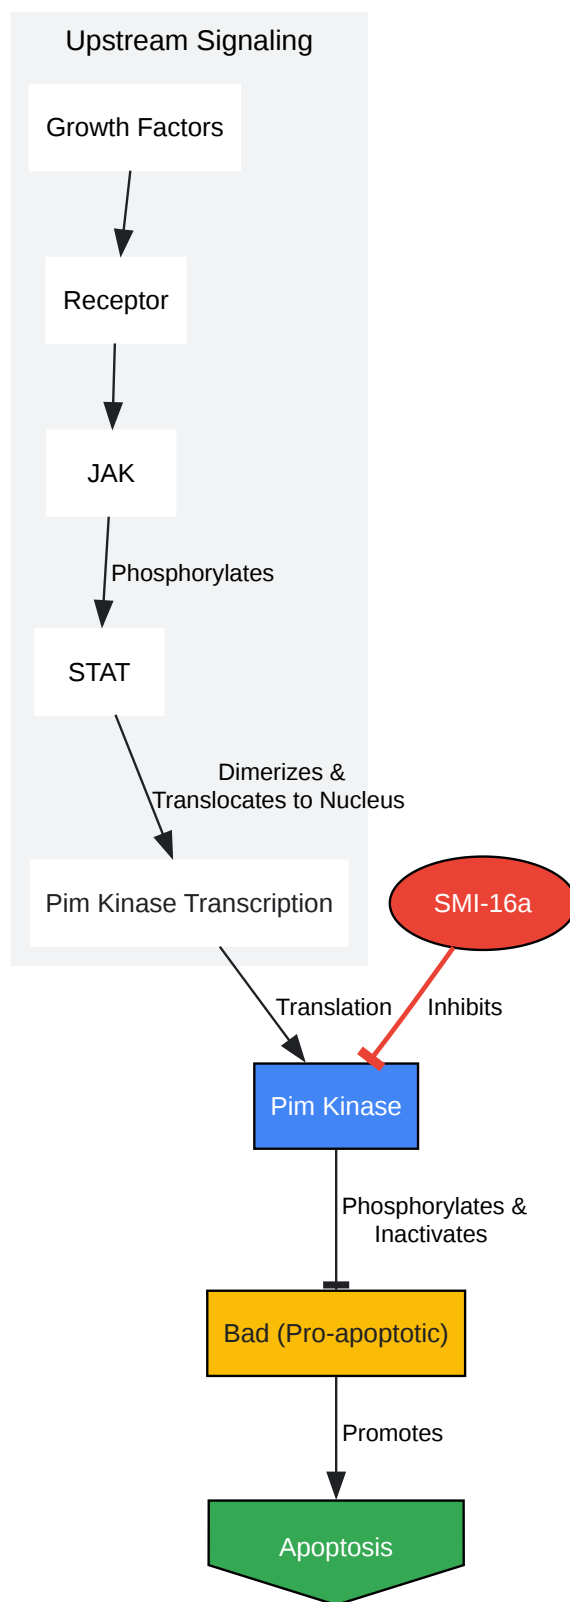 Upstream Signaling
Growth Factors
Receptor
JAK
Phosphorylates
STAT
Dimerizes &
Translocates to Nucleus
Pim Kinase Transcription
SMI-16a
Translation
Inhibits
Pim Kinase
Phosphorylates &
Inactivates
Bad (Pro-apoptotic)
Promotes
Apoptosis